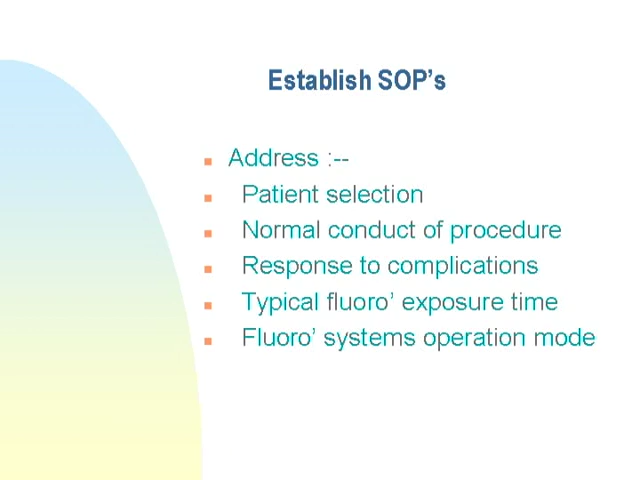 Establish SOP’s
Address :--
Patient selection
Normal conduct of procedure
Response to complications
Typical fluoro’ exposure time
Fluoro’ systems operation mode